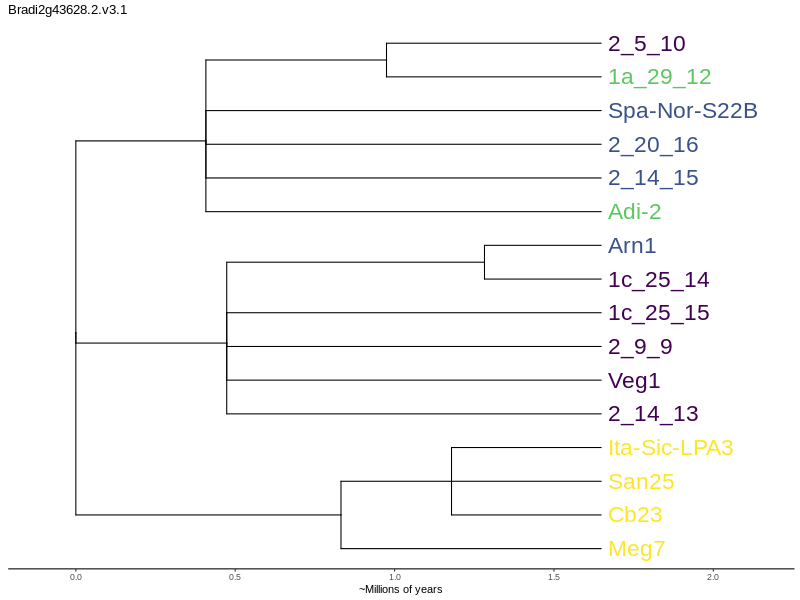 Bradi2g43628.2.v3.1
2_5_10
1a_29_12
Spa-Nor-S22B
2_20_16
2_14_15
Adi-2
Arn1
1c_25_14
1c_25_15
2_9_9
Veg1
2_14_13
Ita-Sic-LPA3
San25
Cb23
Meg7
0.0 0.5 1.0 1.5 2.0
~Millions of years